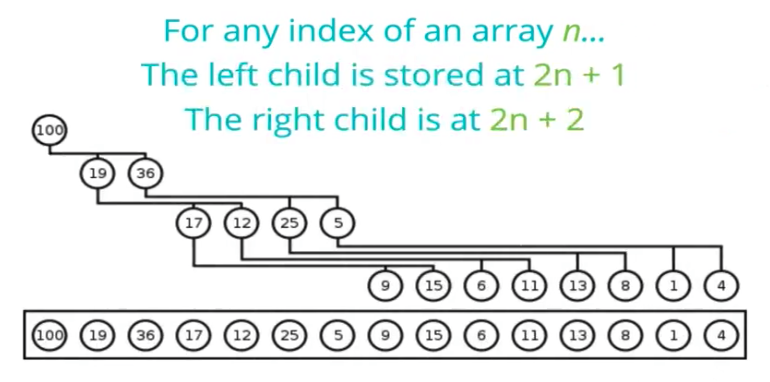 For any index of an array n...
The left child is stored at 2n + 1
The right child is at 2n + 2
100
19 36
17 12 25 5
9 15 6 11 13 8 1 4
100 19 36 17 12 25 5 9 15 6 11 13 8 1 4